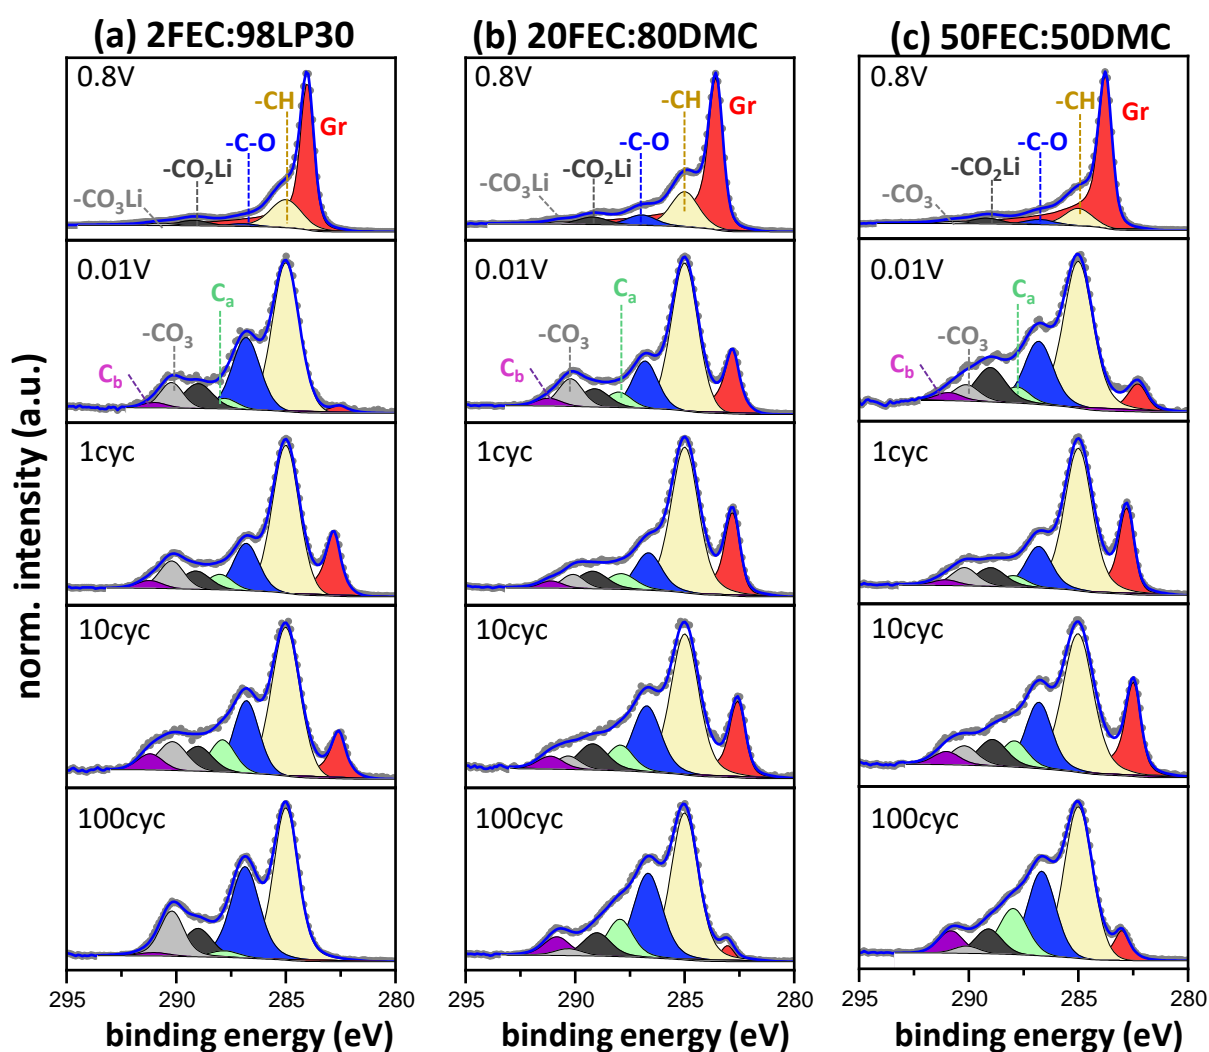 (a) 2FEC:98LP30
(b) 20FEC:80DMC
(c) 50FEC:50DMC
norm. intensity (a.u.)
0.8V
-CH
Gr
-C-O
-CO₂Li
-CO₃Li
0.8V
-CH
Gr
-C-O
-CO₂Li
-CO₃Li
0.8V
-CH
Gr
-C-O
-CO₂Li
-CO₃
0.01V
Cₐ
-CO₃
C_b
0.01V
Cₐ
-CO₃
C_b
0.01V
Cₐ
-CO₃
C_b
1cyc
1cyc
1cyc
10cyc
10cyc
10cyc
100cyc
100cyc
100cyc
295 290 285 280
295 290 285 280
295 290 285 280
binding energy (eV)
binding energy (eV)
binding energy (eV)